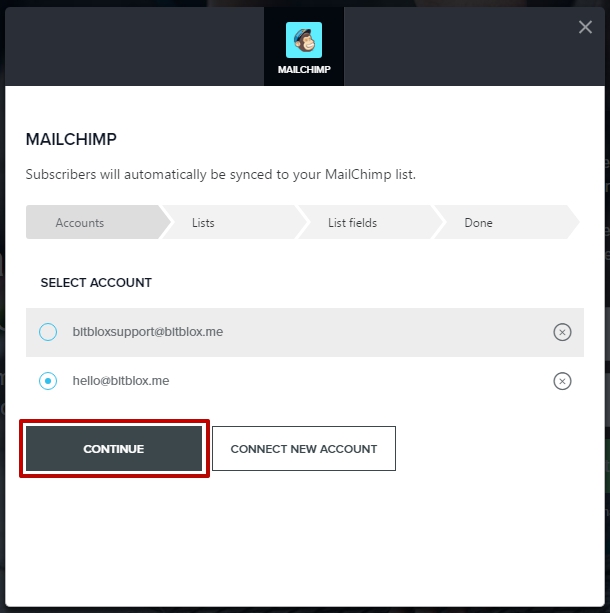 MAILCHIMP
MAILCHIMP
Subscribers will automatically be synced to your MailChimp list.
Accounts Lists List fields Done
SELECT ACCOUNT
bitbloxsupport@bitblox.me
hello@bitblox.me
CONTINUE CONNECT NEW ACCOUNT